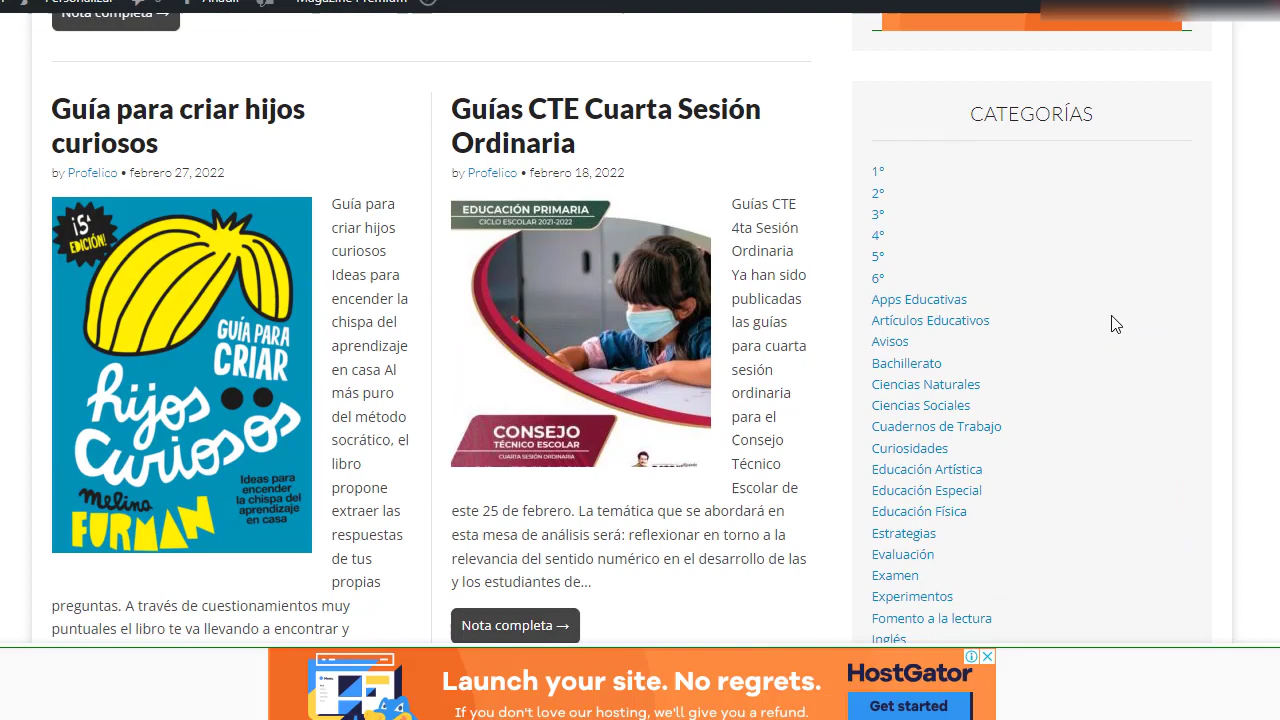 Personalizar
Añadir
Magazine Premium
Nota completa →
Guía para criar hijos
curiosos
by Profelico • febrero 27, 2022
¡5ª
EDICIÓN!
GUÍA PARA
CRIAR
hijos
Curiosos
Ideas para
encender
la chispa del
aprendizaje
en casa
Melina
FURMAN
Guía para
criar hijos
curiosos
Ideas para
encender la
chispa del
aprendizaje
en casa Al
más puro
del método
socrático, el
libro
propone
extraer las
respuestas
de tus
propias
preguntas. A través de cuestionamientos muy
puntuales el libro te va llevando a encontrar y
Guías CTE Cuarta Sesión
Ordinaria
by Profelico • febrero 18, 2022
EDUCACIÓN PRIMARIA
CICLO ESCOLAR 2021-2022
CONSEJO
TÉCNICO ESCOLAR
CUARTA SESIÓN ORDINARIA
Guías CTE
4ta Sesión
Ordinaria
Ya han sido
publicadas
las guías
para cuarta
sesión
ordinaria
para el
Consejo
Técnico
Escolar de
este 25 de febrero. La temática que se abordará en
esta mesa de análisis será: reflexionar en torno a la
relevancia del sentido numérico en el desarrollo de las
y los estudiantes de…
Nota completa →
CATEGORÍAS
1°
2°
3°
4°
5°
6°
Apps Educativas
Artículos Educativos
Avisos
Bachillerato
Ciencias Naturales
Ciencias Sociales
Cuadernos de Trabajo
Curiosidades
Educación Artística
Educación Especial
Educación Física
Estrategias
Evaluación
Examen
Experimentos
Fomento a la lectura
Inglés
Launch your site. No regrets.
If you don't love our hosting, we'll give you a refund.
HostGator
Get started